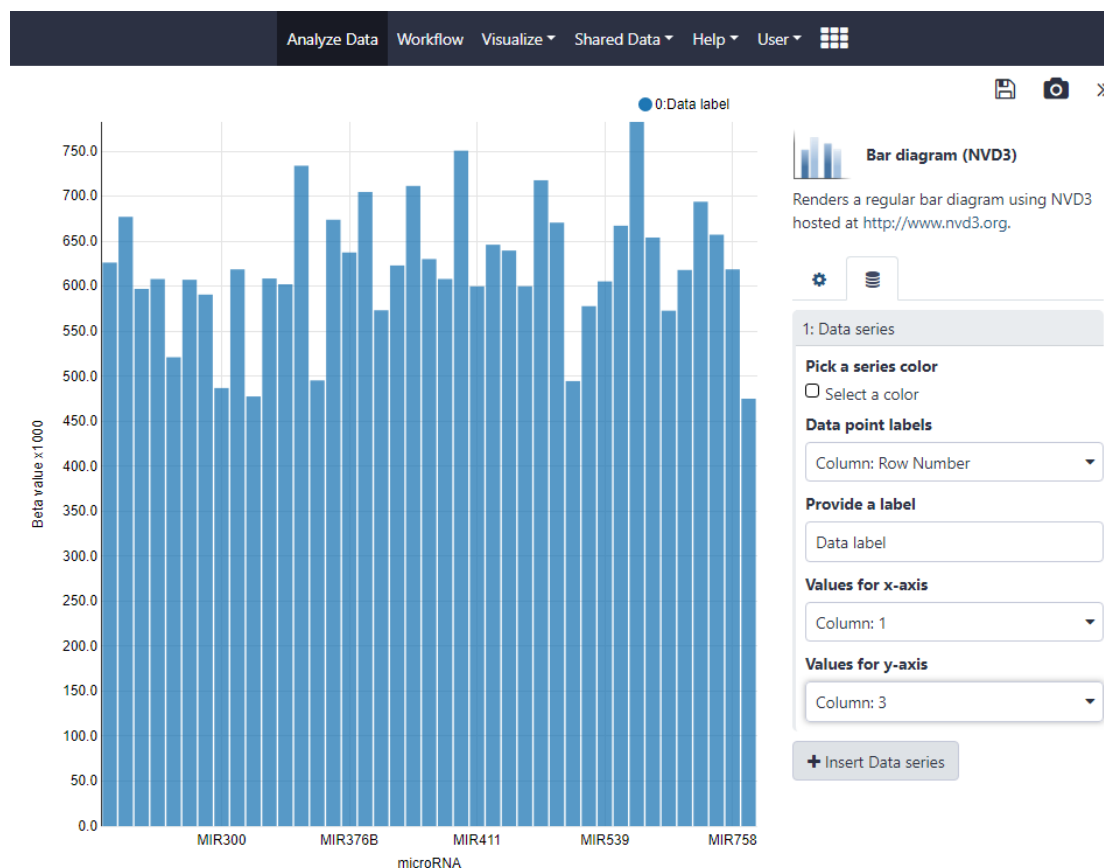 Analyze Data Workflow Visualize Shared Data Help User
0:Data label
750.0
700.0
650.0
600.0
550.0
500.0
450.0
400.0
350.0
300.0
250.0
200.0
150.0
100.0
50.0
0.0
Beta value x1000
MIR300 MIR376B MIR411 MIR539 MIR758
microRNA
Bar diagram (NVD3)
Renders a regular bar diagram using NVD3
hosted at http://www.nvd3.org.
1: Data series
Pick a series color
Select a color
Data point labels
Column: Row Number
Provide a label
Data label
Values for x-axis
Column: 1
Values for y-axis
Column: 3
+ Insert Data series